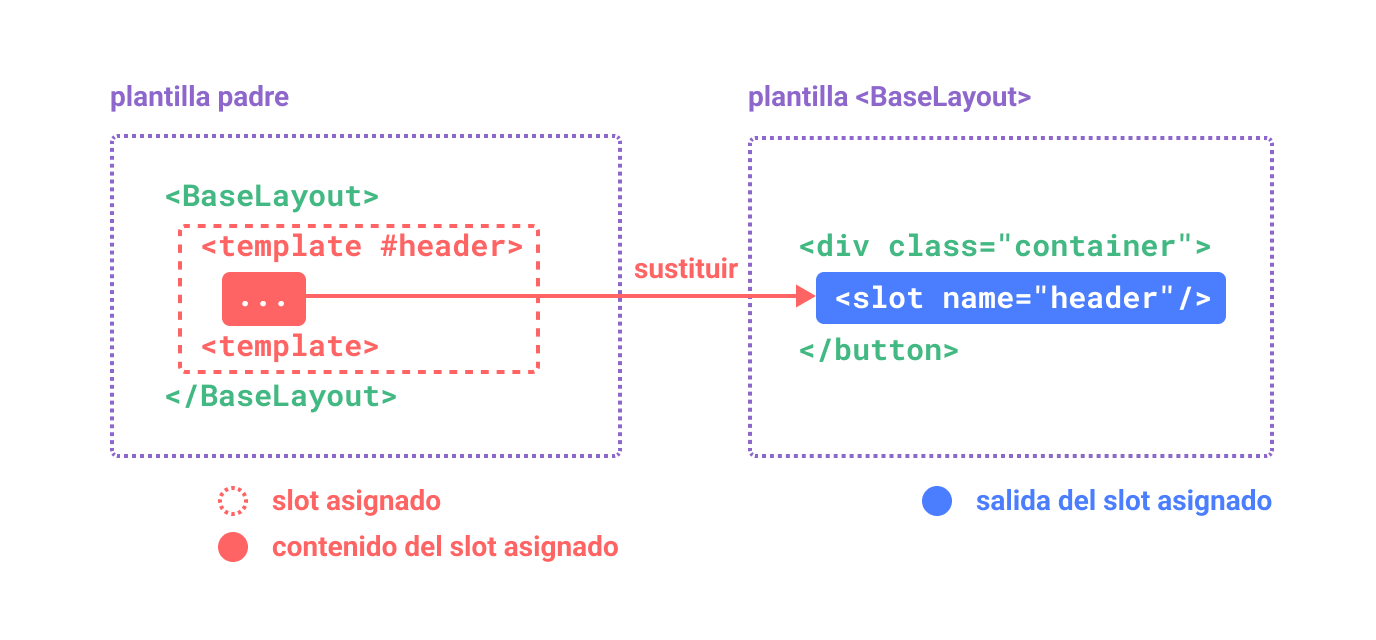 plantilla padre
<BaseLayout>
<template #header>
...
<template>
</BaseLayout>
slot asignado
contenido del slot asignado
sustituir
plantilla <BaseLayout>
<div class="container">
<slot name="header"/>
</button>
salida del slot asignado